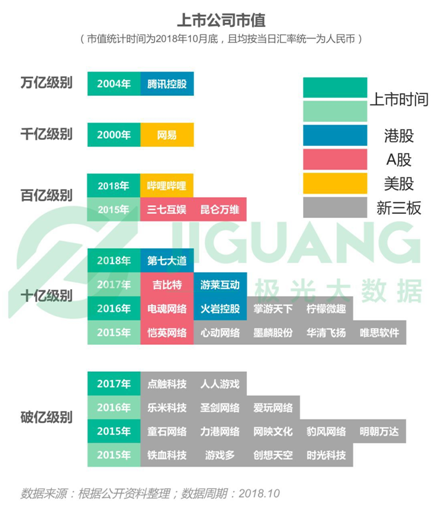 上市公司市值
（市值统计时间为2018年10月底，且均按当日汇率统一为人民币）
万亿级别
2004年 腾讯控股
上市时间
港股
A股
美股
新三板
千亿级别
2000年 网易
百亿级别
2018年 哔哩哔哩
2015年 三七互娱 昆仑万维
JIGUANG
极光大数据
十亿级别
2018年 第七大道
2017年 吉比特 游莱互动
2016年 电魂网络 火岩控股 掌游天下 柠檬微趣
2015年 恺英网络 心动网络 墨麟股份 华清飞扬 唯思软件
破亿级别
2017年 点触科技 人人游戏
2016年 乐米科技 圣剑网络 爱玩网络
2015年 童石网络 力港网络 网映文化 豹风网络 明朝万达
2015年 铁血科技 游戏多 创想天空 时光科技
数据来源：根据公开资料整理；数据周期：2018.10